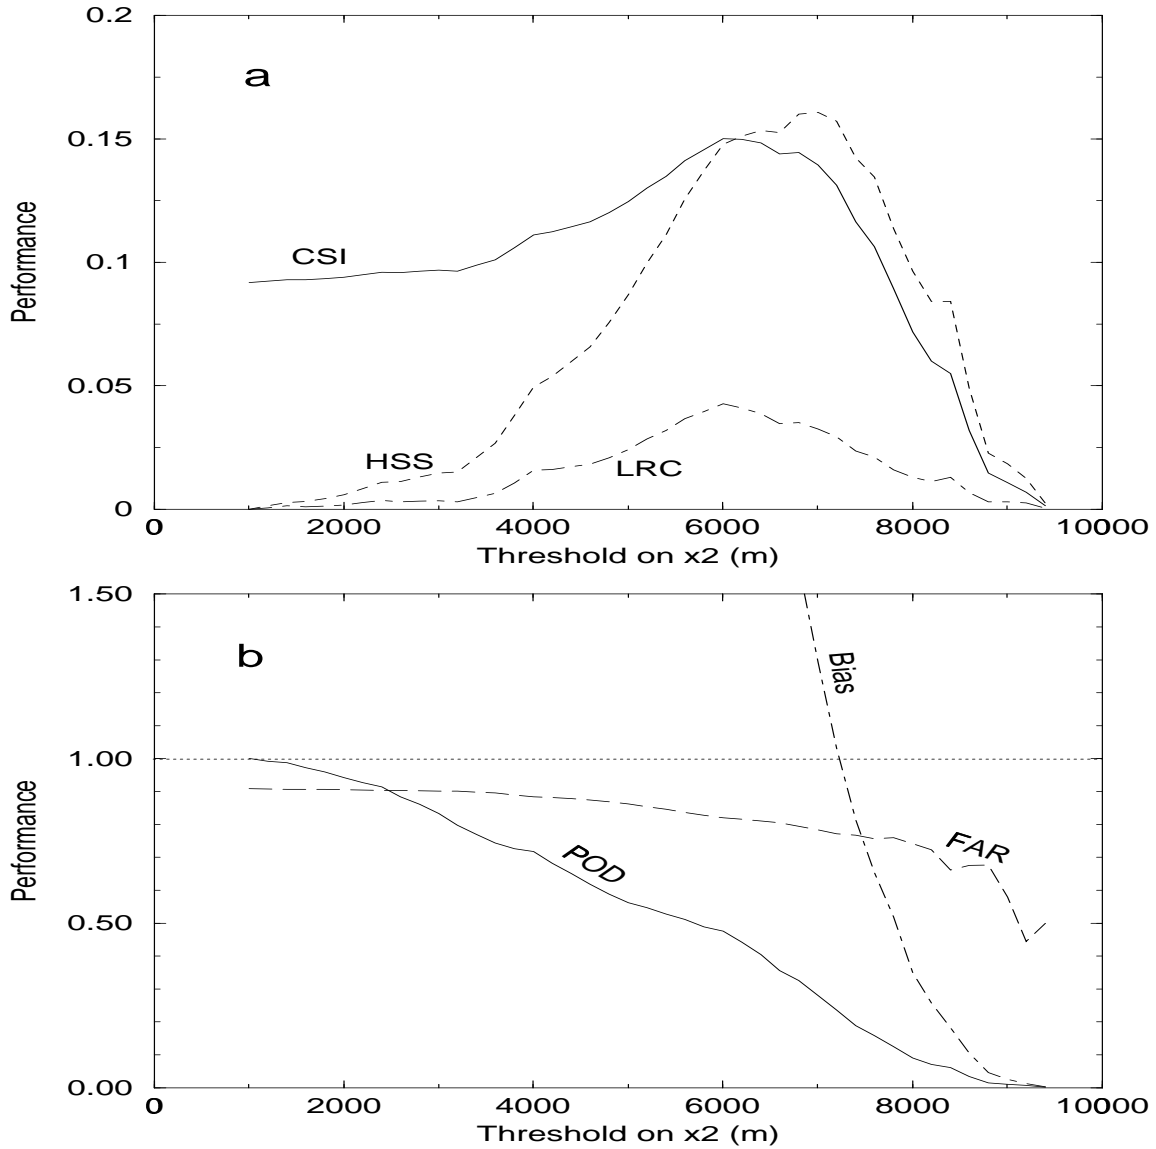 0.2
a
0.15
Performance
CSI
0.1
0.05
HSS
LRC
0
0 2000 4000 6000 8000 10000
Threshold on x2 (m)
1.50
b
Bias
1.00
Performance
FAR
POD
0.50
0.00
0 2000 4000 6000 8000 10000
Threshold on x2 (m)